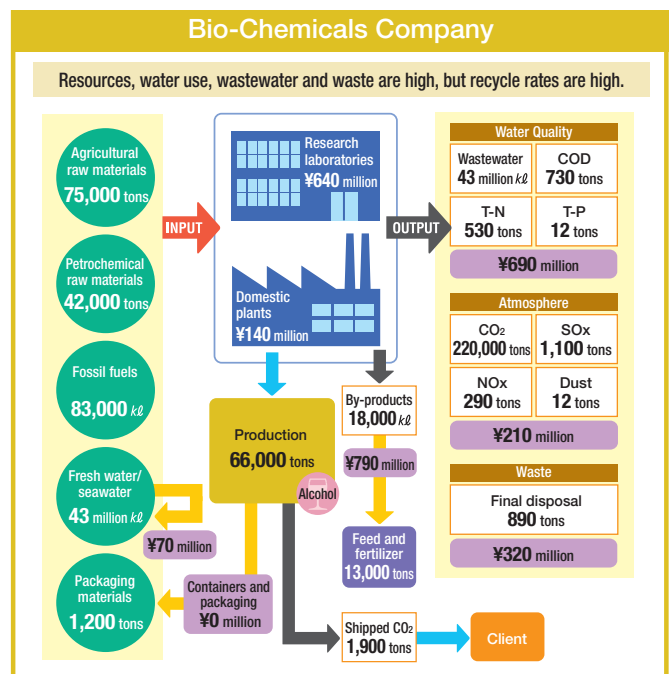 Bio-Chemicals Company
Resources, water use, wastewater and waste are high, but recycle rates are high.
Agricultural
raw materials
75,000 tons
Petrochemical
raw materials
42,000 tons
Fossil fuels
83,000 kℓ
Fresh water/
seawater
43 million kℓ
¥70 million
Packaging
materials
1,200 tons
INPUT
Research
laboratories
¥640 million
Domestic
plants
¥140 million
OUTPUT
Production
66,000 tons
Alcohol
Containers and
packaging
¥0 million
By-products
18,000 kℓ
¥790 million
Feed and
fertilizer
13,000 tons
Shipped CO₂
1,900 tons
Client
Water Quality
Wastewater
43 million kℓ
COD
730 tons
T-N
530 tons
T-P
12 tons
¥690 million
Atmosphere
CO₂
220,000 tons
SOx
1,100 tons
NOx
290 tons
Dust
12 tons
¥210 million
Waste
Final disposal
890 tons
¥320 million